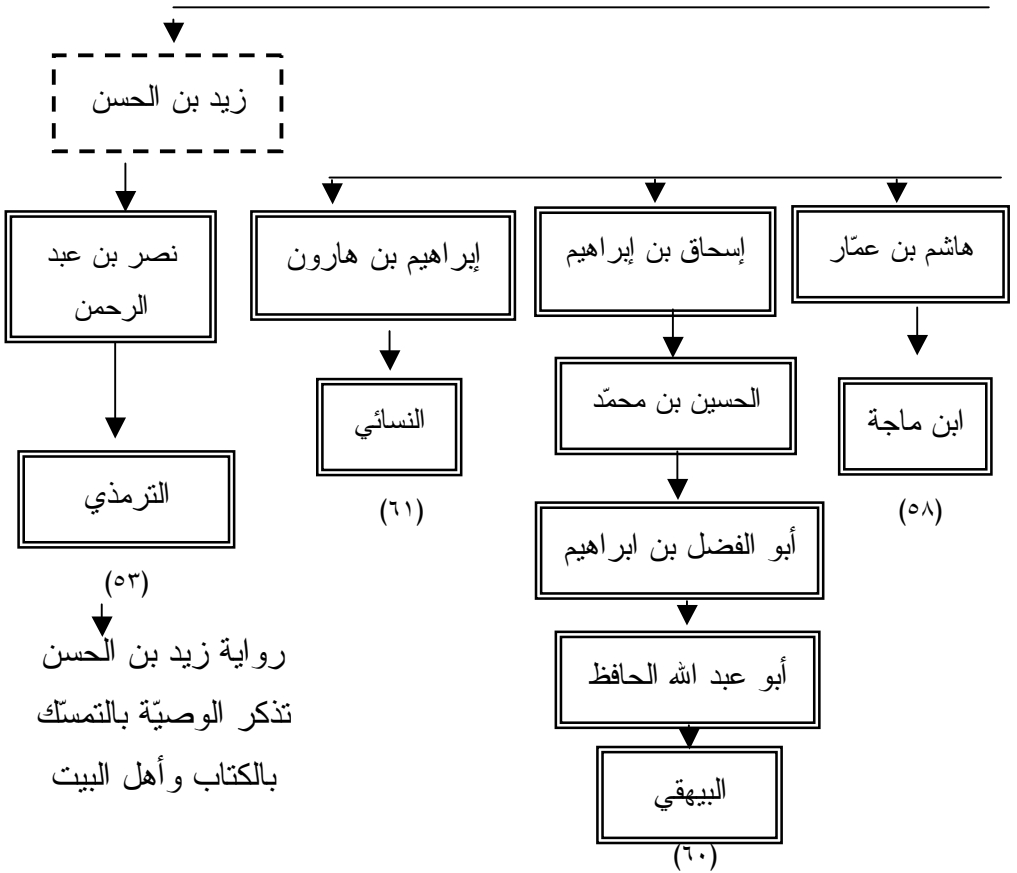 زيد بن الحسن
هاشم بن عمّار
إسحاق بن إبراهيم
إبراهيم بن هارون
نصر بن عبد
الرحمن
ابن ماجة
(٥٨)
الحسين بن محمّد
أبو الفضل بن ابراهيم
أبو عبد الله الحافظ
البيهقي
(٦٠)
النسائي
(٦١)
الترمذي
(٥٣)
رواية زيد بن الحسن
تذكر الوصيّة بالتمسّك
بالكتاب وأهل البيت